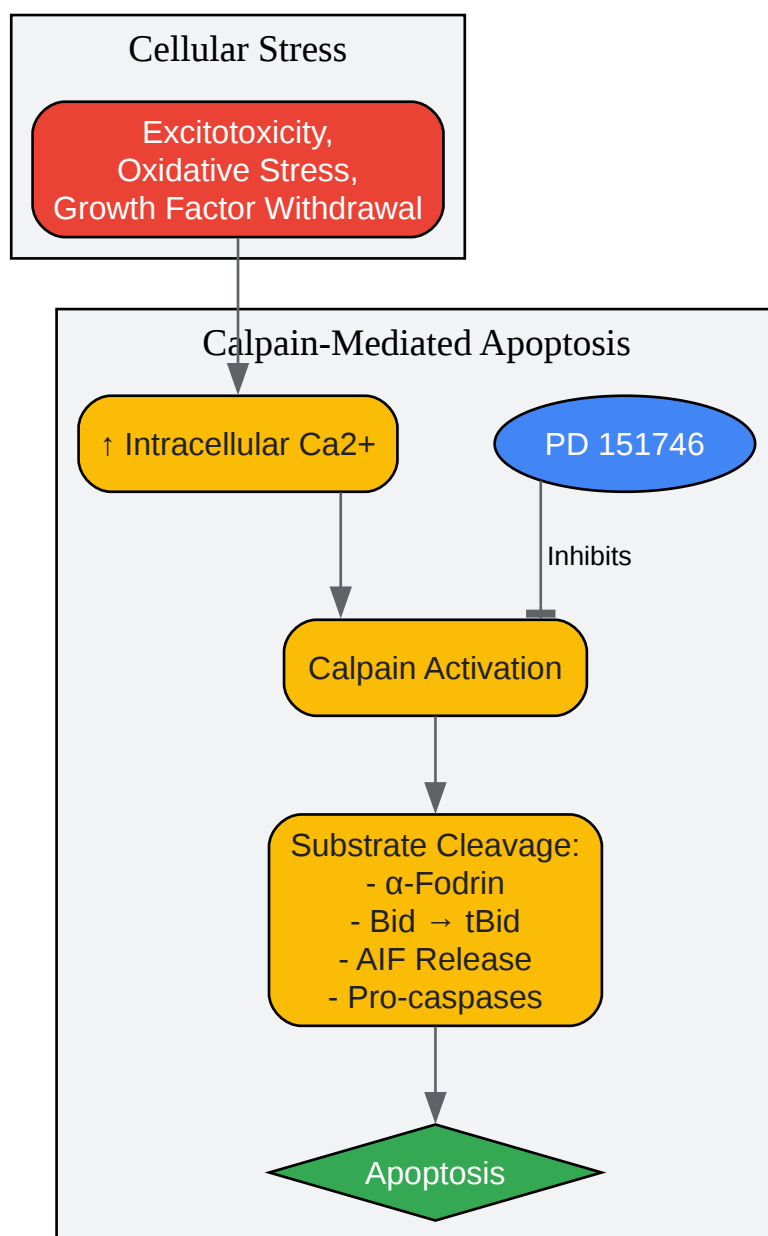 Cellular Stress
Excitotoxicity,
Oxidative Stress,
Growth Factor Withdrawal
Calpain-Mediated Apoptosis
↑ Intracellular Ca2+
PD 151746
Inhibits
Calpain Activation
Substrate Cleavage:
- α-Fodrin
- Bid → tBid
- AIF Release
- Pro-caspases
Apoptosis